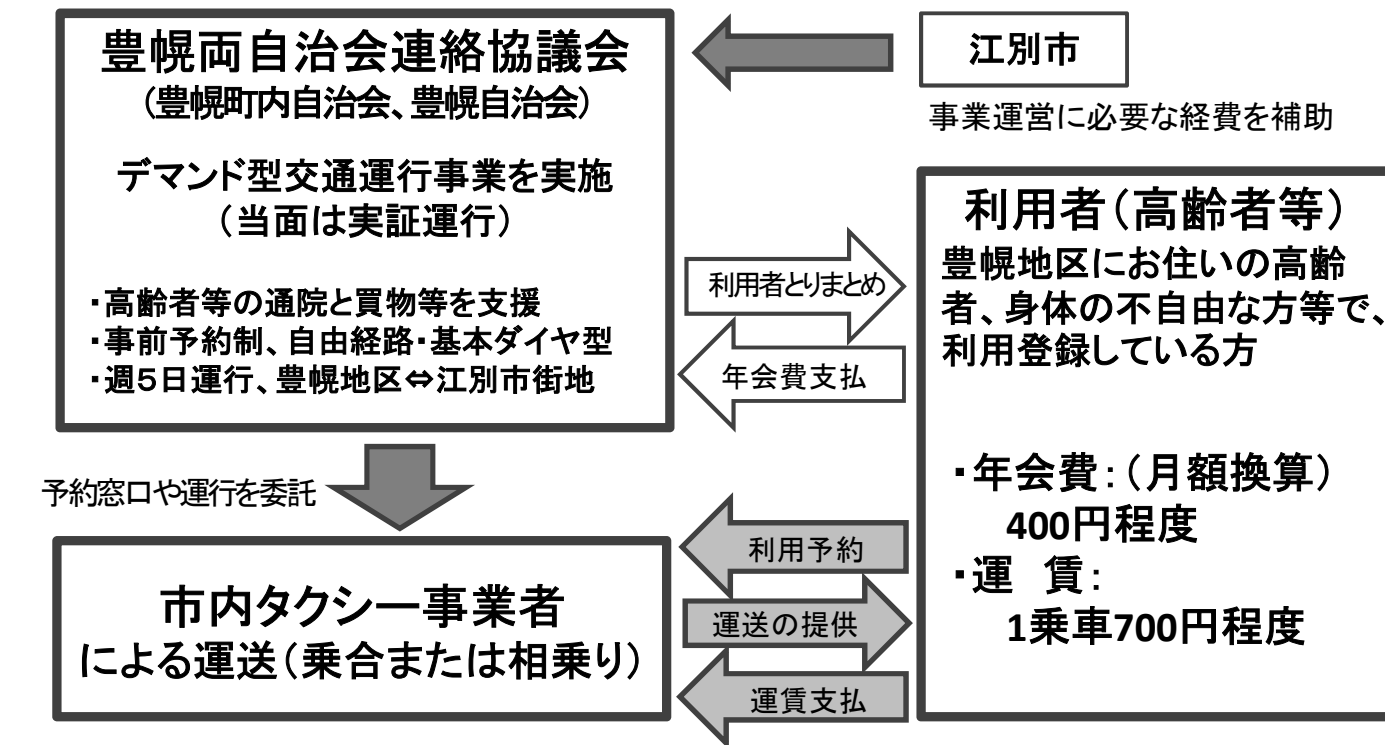 豊幌両自治会連絡協議会
（豊幌町内自治会、豊幌自治会）
デマンド型交通運行事業を実施
（当面は実証運行）
・高齢者等の通院と買物等を支援
・事前予約制、自由経路・基本ダイヤ型
・週５日運行、豊幌地区⇔江別市街地
江別市
事業運営に必要な経費を補助
利用者とりまとめ
年会費支払
利用者（高齢者等）
豊幌地区にお住いの高齢
者、身体の不自由な方等で、
利用登録している方
・年会費：（月額換算）
400円程度
・運　賃：
1乗車700円程度
予約窓口や運行を委託
市内タクシー事業者
による運送（乗合または相乗り）
利用予約
運送の提供
運賃支払